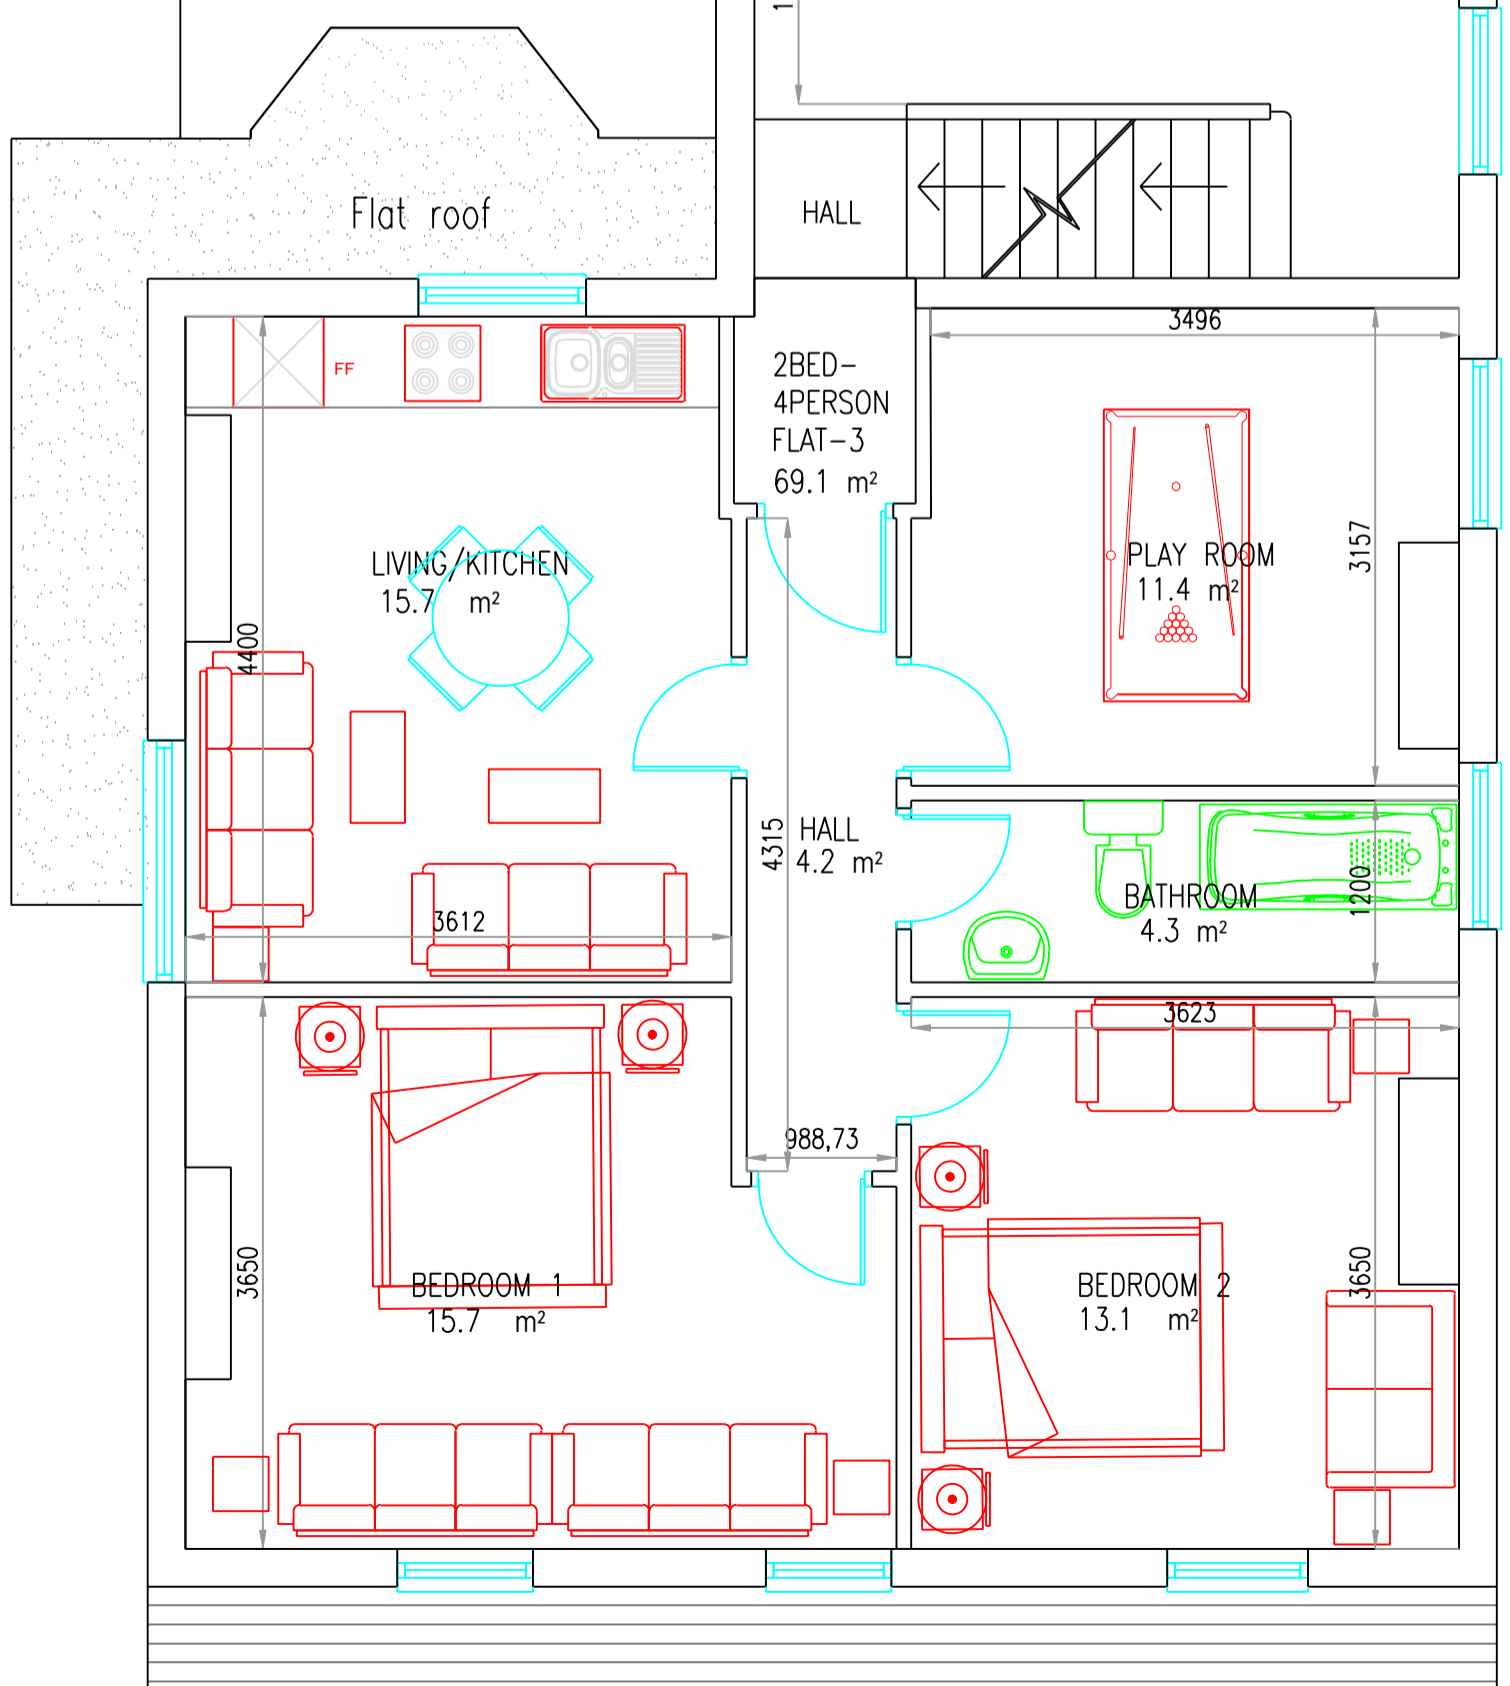 1
Flat roof
HALL
3496
2BED-
4PERSON
FLAT-3
69.1 m²
FF
LIVING/KITCHEN
15.7 m²
4400
PLAY ROOM
11.4 m²
3157
4315
HALL
4.2 m²
BATHROOM
4.3 m²
1200
3612
3623
988,73
3650
BEDROOM 1
15.7 m²
BEDROOM 2
13.1 m²
3650